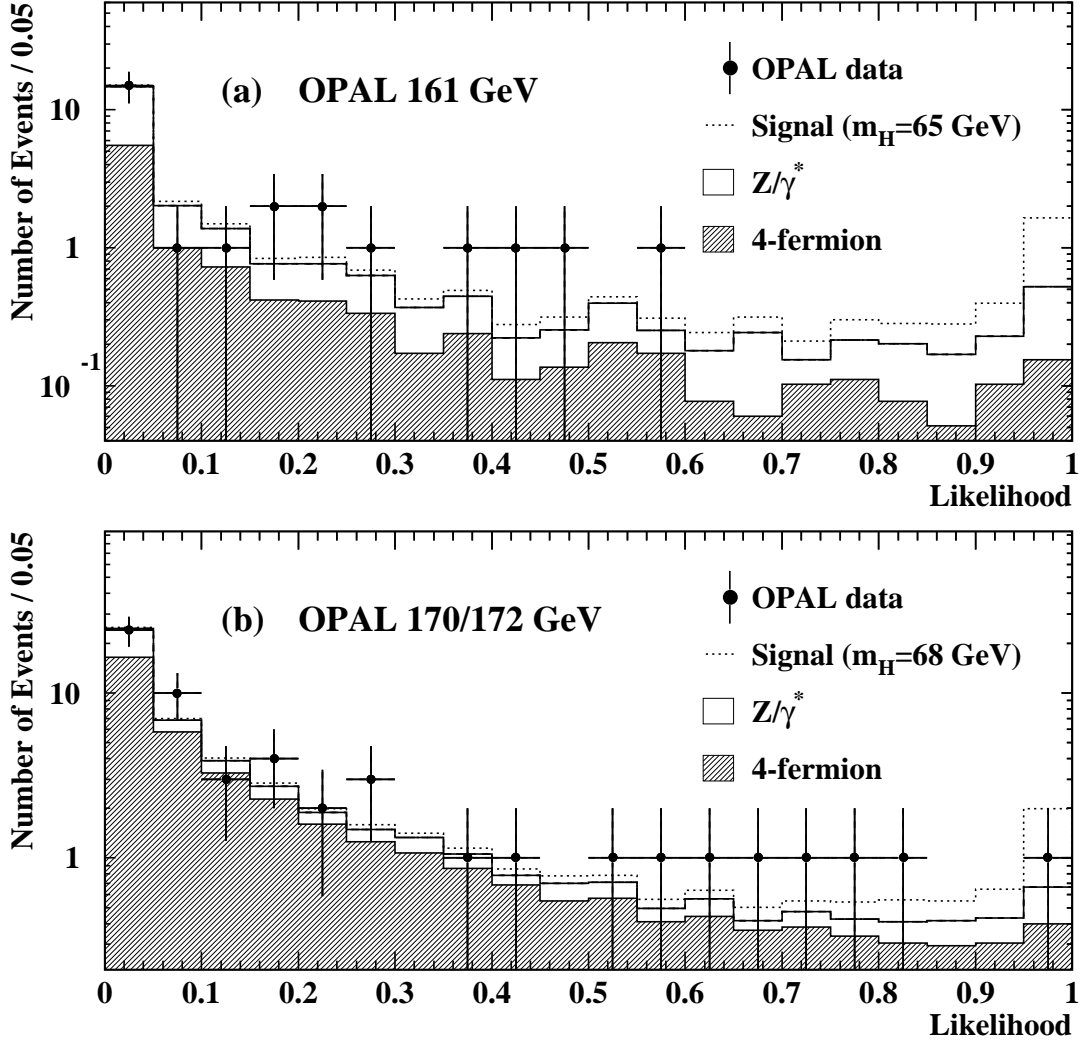 Number of Events / 0.05
10
1
10 -1
(a) OPAL 161 GeV
OPAL data
Signal (m_H=65 GeV)
Z/γ*
4-fermion
0 0.1 0.2 0.3 0.4 0.5 0.6 0.7 0.8 0.9 1
Likelihood
Number of Events / 0.05
10
1
(b) OPAL 170/172 GeV
OPAL data
Signal (m_H=68 GeV)
Z/γ*
4-fermion
0 0.1 0.2 0.3 0.4 0.5 0.6 0.7 0.8 0.9 1
Likelihood